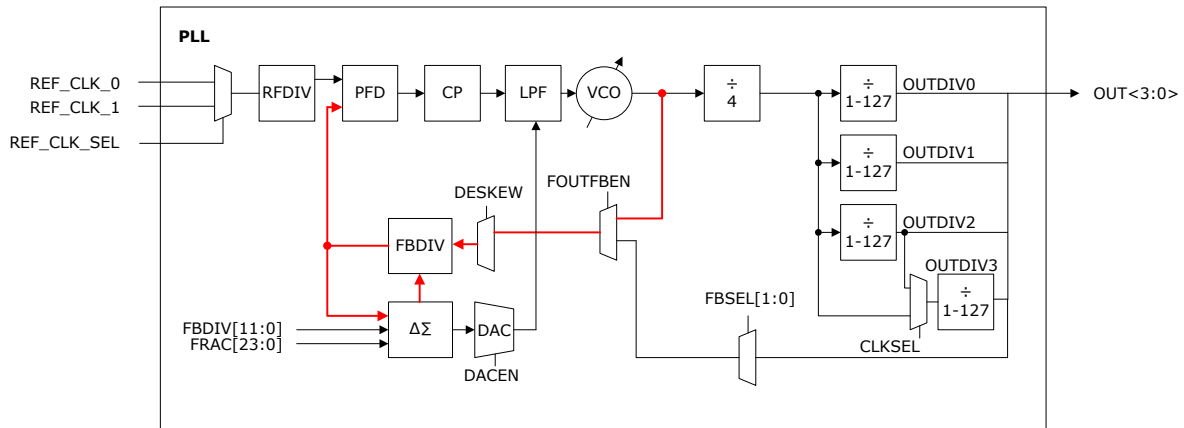 PLL
REF_CLK_0
REF_CLK_1
REF_CLK_SEL
RFDIV
PFD
CP
LPF
VCO
÷
4
÷
1-127
OUTDIV0
OUT<3:0>
÷
1-127
OUTDIV1
÷
1-127
OUTDIV2
OUTDIV3
÷
1-127
CLKSEL
DESKEW
FOUTFBEN
FBDIV
FBSEL[1:0]
FBDIV[11:0]
FRAC[23:0]
ΔΣ
DAC
DACEN